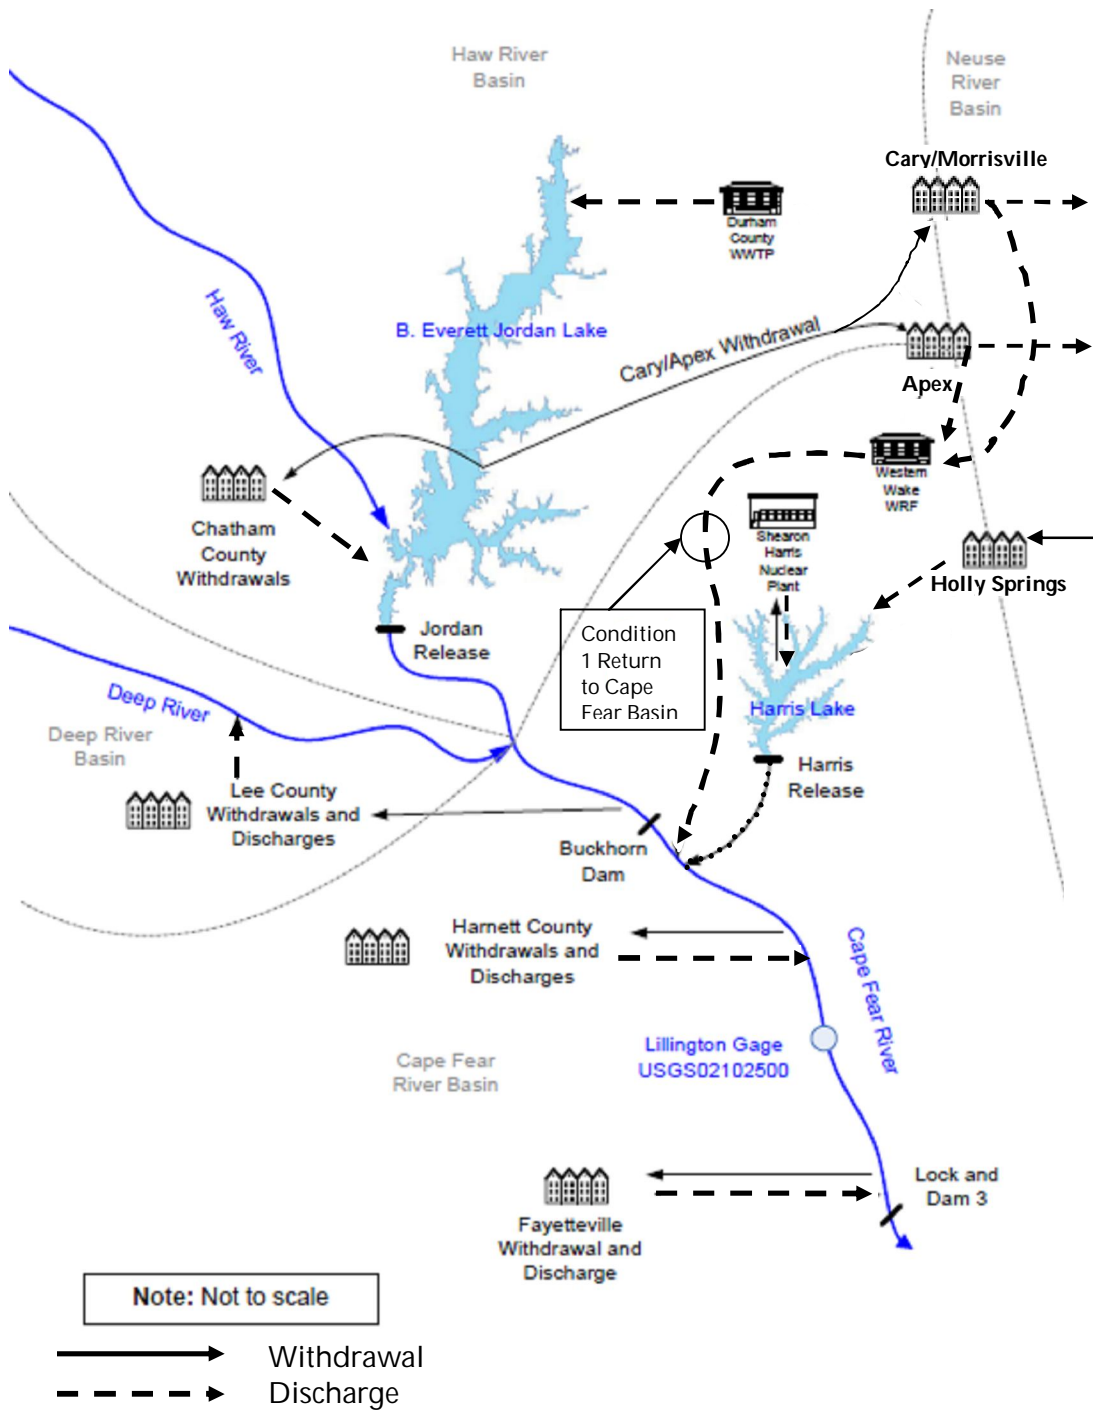 Haw River
Basin
Neuse
River
Basin
Cary/Morrisville
Durham
County
WWTP
Haw River
B. Everett Jordan Lake
Cary/Apex Withdrawal
Apex
Western
Wake
WRF
Chatham
County
Withdrawals
Shearon
Harris
Nuclear
Plant
Holly Springs
Jordan
Release
Condition
1 Return
to Cape
Fear Basin
Deep River
Deep River
Basin
Harris Lake
Harris
Release
Lee County
Withdrawals and
Discharges
Buckhorn
Dam
Harnett County
Withdrawals and
Discharges
Cape Fear River
Lillington Gage
USGS02102500
Cape Fear
River Basin
Lock and
Dam 3
Fayetteville
Withdrawal and
Discharge
Note: Not to scale
Withdrawal
Discharge